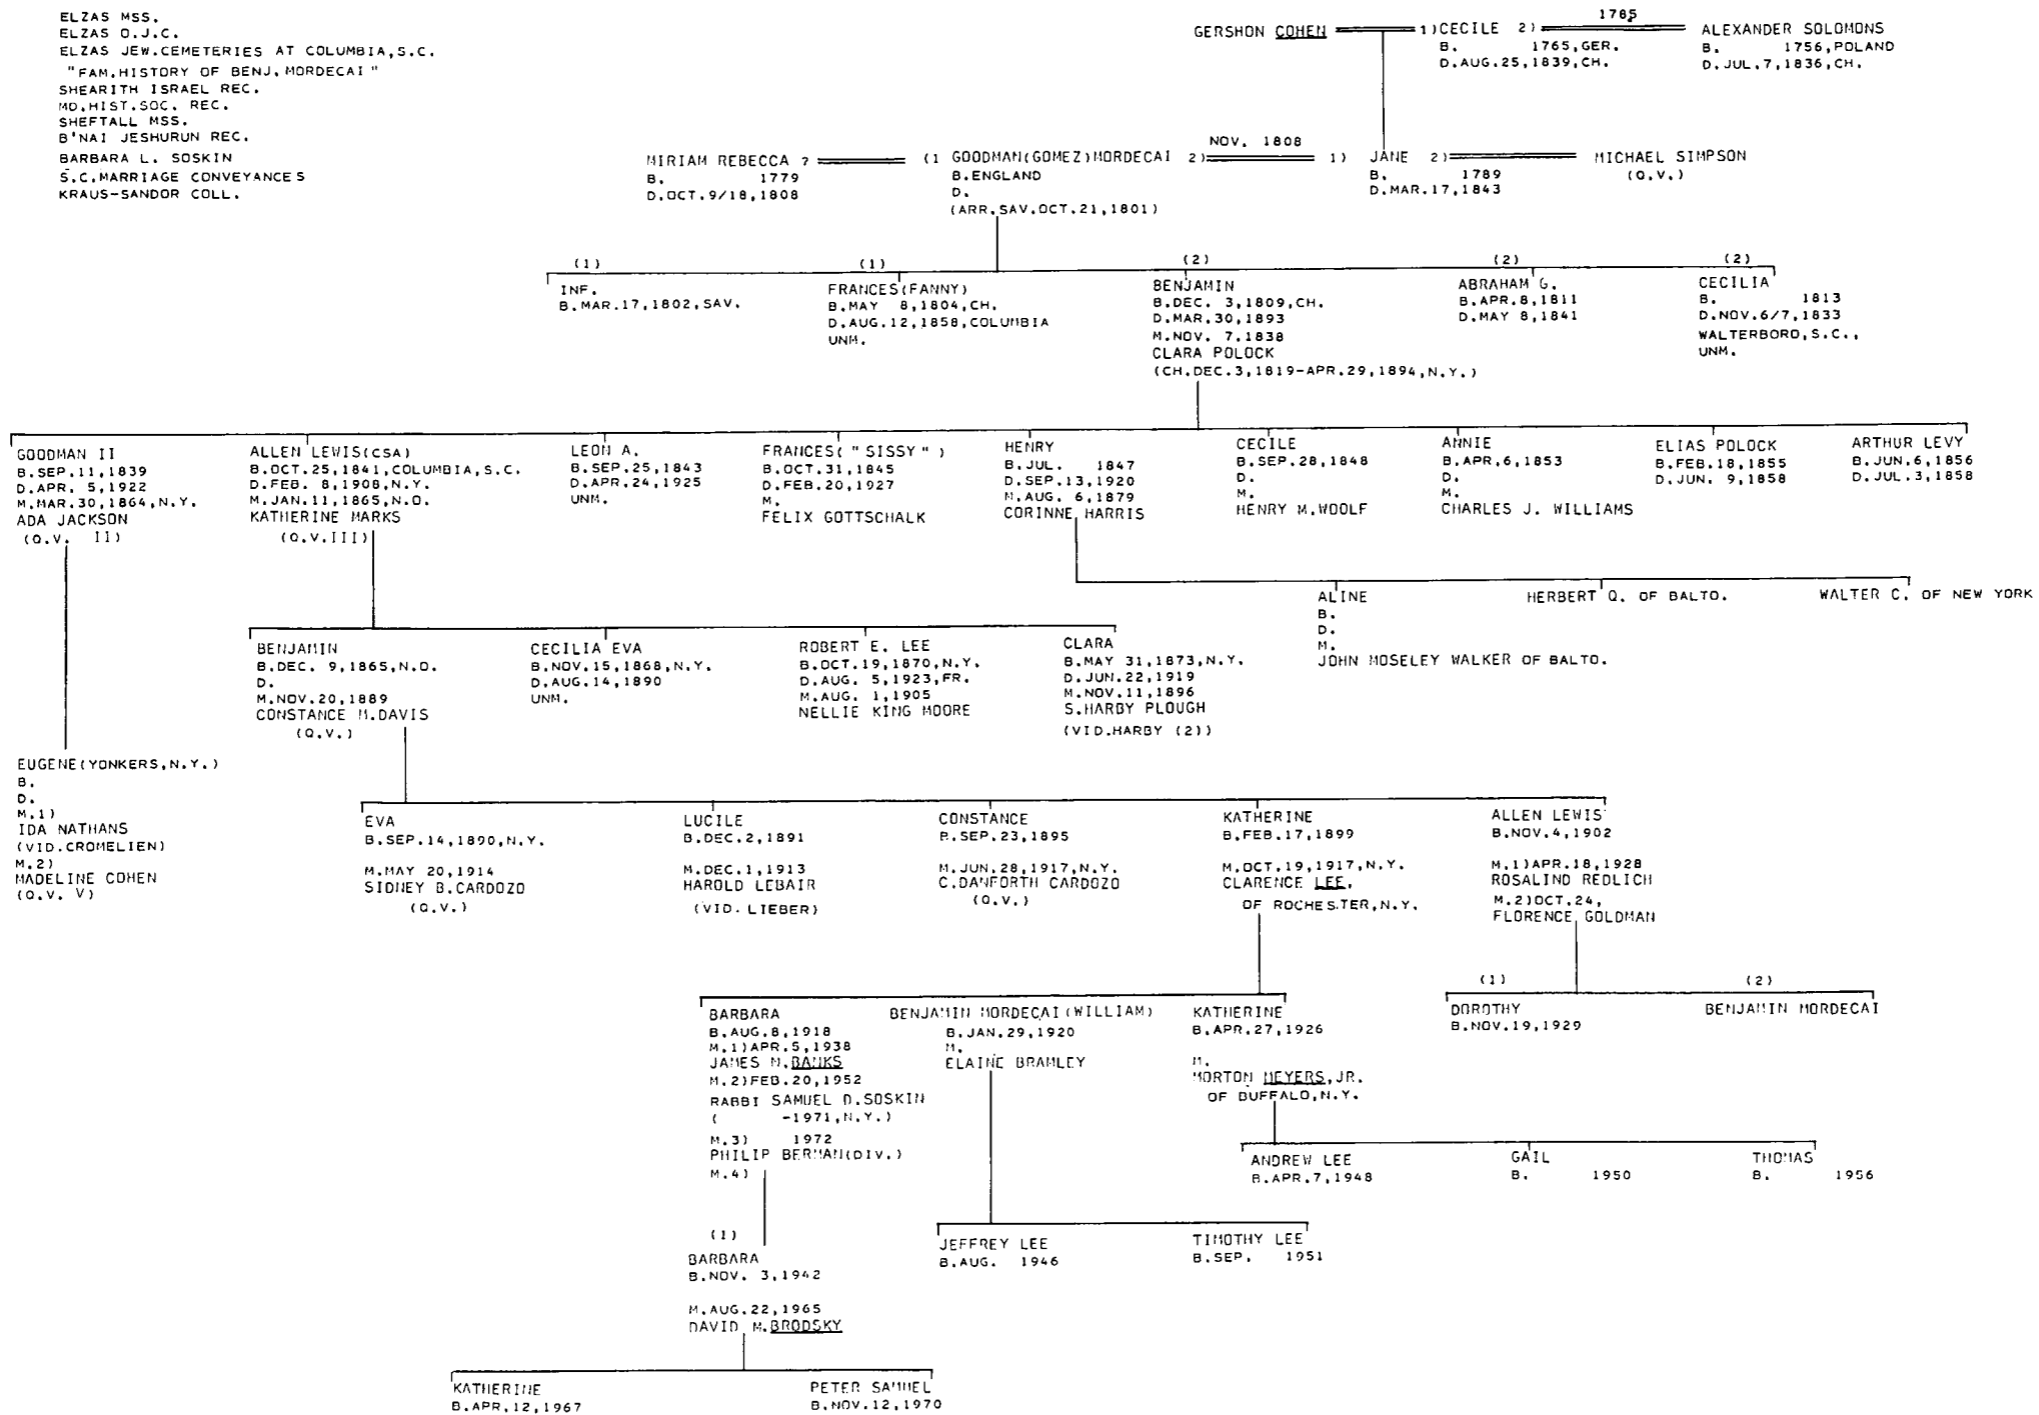 ELZAS MSS.
ELZAS O.J.C.
ELZAS JEW.CEMETERIES AT COLUMBIA,S.C.
"FAM.HISTORY OF BENJ.MORDECAI"
SHEARITH ISRAEL REC.
MD.HIST.SOC. REC.
SHEFTALL MSS.
B'NAI JESHURUN REC.
BARBARA L. SOSKIN
S.C.MARRIAGE CONVEYANCES
KRAUS-SANDOR COLL.
GERSHON COHEN
1)CECILE 2)
B. 1765,GER.
D.AUG.25,1839,CH.
1785
ALEXANDER SOLOMONS
B. 1756,POLAND
D.JUL.7,1836,CH.
MIRIAM REBECCA ?
B. 1779
D.OCT.9/18,1808
(1 GOODMAN(GOMEZ)MORDECAI 2)
B.ENGLAND
D.
(ARR.SAV.OCT.21,1801)
NOV. 1808
1) JANE 2)
B. 1789
D.MAR.17,1843
MICHAEL SIMPSON
(Q.V.)
(1)
INF.
B.MAR.17,1802,SAV.
(1)
FRANCES(FANNY)
B.MAY 8,1804,CH.
D.AUG.12,1858,COLUMBIA
UNM.
(2)
BENJAMIN
B.DEC. 3,1809,CH.
D.MAR.30,1893
M.NOV. 7.1838
CLARA POLOCK
(CH.DEC.3,1819-APR.29,1894,N.Y.)
(2)
ABRAHAM G.
B.APR.8,1811
D.MAY 8,1841
(2)
CECILIA
B. 1813
D.NOV.6/7,1833
WALTERBORO,S.C.,
UNM.
GOODMAN II
B.SEP.11,1839
D.APR. 5,1922
M.MAR.30,1864,N.Y.
ADA JACKSON
(Q.V. II)
ALLEN LEWIS(CSA)
B.OCT.25,1841,COLUMBIA,S.C.
D.FEB. 8,1908,N.Y.
M.JAN.11,1865,N.O.
KATHERINE MARKS
(Q.V.III)
LEON A.
B.SEP.25,1843
D.APR.24,1925
UNM.
FRANCES("SISSY")
B.OCT.31,1845
D.FEB.20,1927
M.
FELIX GOTTSCHALK
HENRY
B.JUL. 1847
D.SEP.13,1920
M.AUG. 6,1879
CORINNE HARRIS
CECILE
B.SEP.28,1848
D.
M.
HENRY M.WOOLF
ANNIE
B.APR.6,1853
D.
M.
CHARLES J. WILLIAMS
ELIAS POLOCK
B.FEB.18,1855
D.JUN. 9,1858
ARTHUR LEVY
B.JUN.6,1856
D.JUL.3,1858
ALINE
B.
D.
M.
JOHN MOSELEY WALKER OF BALTO.
HERBERT Q. OF BALTO.
WALTER C. OF NEW YORK
BENJAMIN
B.DEC. 9,1865,N.O.
D.
M.NOV.20,1889
CONSTANCE M.DAVIS
(Q.V.)
CECILIA EVA
B.NOV.15,1868,N.Y.
D.AUG.14,1890
UNM.
ROBERT E. LEE
B.OCT.19,1870,N.Y.
D.AUG. 5,1923,FR.
M.AUG. 1,1905
NELLIE KING MOORE
CLARA
B.MAY 31,1873,N.Y.
D.JUN.22,1919
M.NOV.11,1896
S.HARBY PLOUGH
(VID.HARBY (2))
EUGENE(YONKERS,N.Y.)
B.
D.
M.1)
IDA NATHANS
(VID.CROMELIEN)
M.2)
MADELINE COHEN
(Q.V. V)
EVA
B.SEP.14,1890,N.Y.
M.MAY 20,1914
SIDNEY B.CARDOZO
(Q.V.)
LUCILE
B.DEC.2,1891
M.DEC.1,1913
HAROLD LEBAIR
(VID. LIEBER)
CONSTANCE
B.SEP.23,1895
M.JUN.28,1917,N.Y.
C.DANFORTH CARDOZO
(Q.V.)
KATHERINE
B.FEB.17,1899
M.OCT.19,1917,N.Y.
CLARENCE LEE,
OF ROCHESTER,N.Y.
ALLEN LEWIS
B.NOV.4,1902
M.1)APR.18,1928
ROSALIND REDLICH
M.2)OCT.24,
FLORENCE GOLDMAN
BARBARA
B.AUG.8,1918
M.1)APR.5,1938
JAMES M.BANKS
M.2)FEB.20,1952
RABBI SAMUEL D.SOSKIN
( -1971,N.Y.)
M.3) 1972
PHILIP BERMAN(DIV.)
M.4)
BENJAMIN MORDECAI(WILLIAM)
B.JAN.29,1920
M.
ELAINE BRAMLEY
KATHERINE
B.APR.27,1926
M.
MORTON MEYERS,JR.
OF BUFFALO,N.Y.
(1)
DOROTHY
B.NOV.19,1929
(2)
BENJAMIN MORDECAI
ANDREW LEE
B.APR.7,1948
GAIL
B. 1950
THOMAS
B. 1956
(1)
BARBARA
B.NOV. 3,1942
M.AUG.22,1965
DAVID M.BRODSKY
JEFFREY LEE
B.AUG. 1946
TIMOTHY LEE
B.SEP. 1951
KATHERINE
B.APR.12,1967
PETER SAMUEL
B.NOV.12,1970